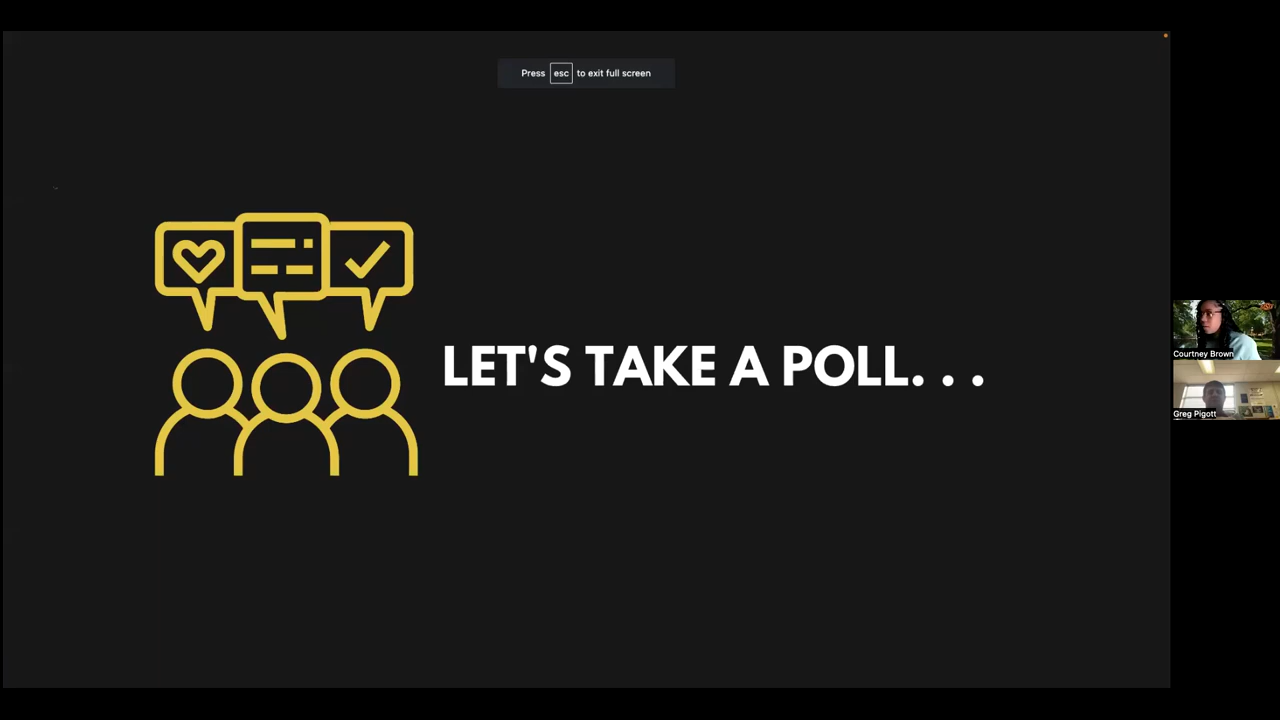 Press esc to exit full screen
LET'S TAKE A POLL. . .
Courtney Brown
Greg Pigott